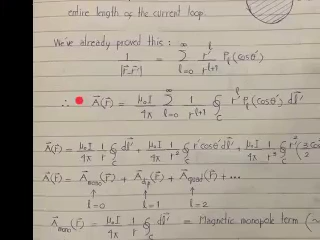 entire length of the current loop.
We've already proved this :
1/|r⃗-r⃗'| = ∞ Σ l=0 r'^l/r^(l+1) P_l(cosθ')
∴ A⃗(r⃗) = μ₀I/4π ∞ Σ l=0 1/r^(l+1) ∮_C r'^l P_l(cosθ') dl⃗'
A⃗(r⃗) = μ₀I/4π 1/r ∮_C dl⃗' + μ₀I/4π 1/r² ∮_C r'cosθ'dl⃗' + μ₀I/4π 1/r³ ∮_C r'²(3/2 co
A⃗(r⃗) = A⃗_mono(r⃗) + A⃗_dip(r⃗) + A⃗_quad(r⃗) + ...
l=0 l=1 l=2
A⃗_mono(r⃗) = μ₀I/4π 1/r ∮_C dl⃗' = Magnetic monopole term (~